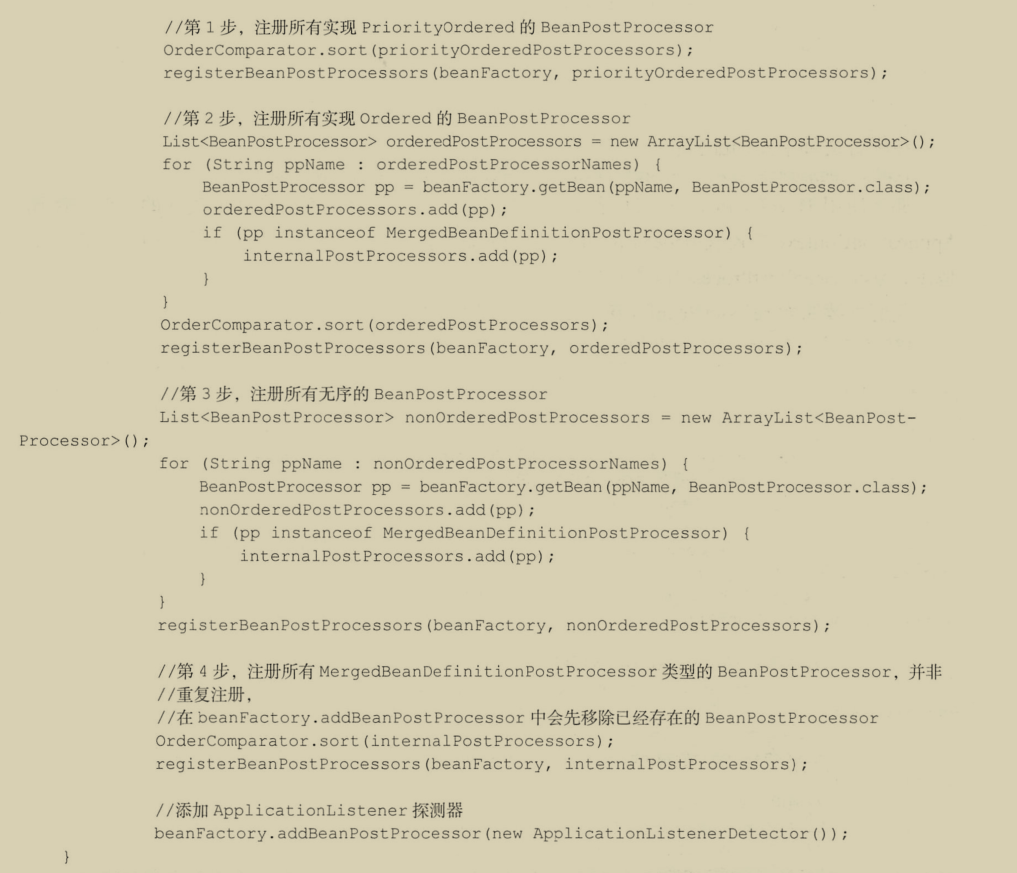 //第 1 步，注册所有实现 PriorityOrdered 的 BeanPostProcessor
OrderComparator.sort(priorityOrderedPostProcessors);
registerBeanPostProcessors(beanFactory, priorityOrderedPostProcessors);
//第 2 步，注册所有实现 Ordered 的 BeanPostProcessor
List<BeanPostProcessor> orderedPostProcessors = new ArrayList<BeanPostProcessor>();
for (String ppName : orderedPostProcessorNames) {
BeanPostProcessor pp = beanFactory.getBean(ppName, BeanPostProcessor.class);
orderedPostProcessors.add(pp);
if (pp instanceof MergedBeanDefinitionPostProcessor) {
internalPostProcessors.add(pp);
}
}
OrderComparator.sort(orderedPostProcessors);
registerBeanPostProcessors(beanFactory, orderedPostProcessors);
//第 3 步，注册所有无序的 BeanPostProcessor
List<BeanPostProcessor> nonOrderedPostProcessors = new ArrayList<BeanPost-
Processor>();
for (String ppName : nonOrderedPostProcessorNames) {
BeanPostProcessor pp = beanFactory.getBean(ppName, BeanPostProcessor.class);
nonOrderedPostProcessors.add(pp);
if (pp instanceof MergedBeanDefinitionPostProcessor) {
internalPostProcessors.add(pp);
}
}
registerBeanPostProcessors(beanFactory, nonOrderedPostProcessors);
//第 4 步，注册所有 MergedBeanDefinitionPostProcessor 类型的 BeanPostProcessor，并非
//重复注册，
//在 beanFactory.addBeanPostProcessor 中会先移除已经存在的 BeanPostProcessor
OrderComparator.sort(internalPostProcessors);
registerBeanPostProcessors(beanFactory, internalPostProcessors);
//添加 ApplicationListener 探测器
beanFactory.addBeanPostProcessor(new ApplicationListenerDetector());
}